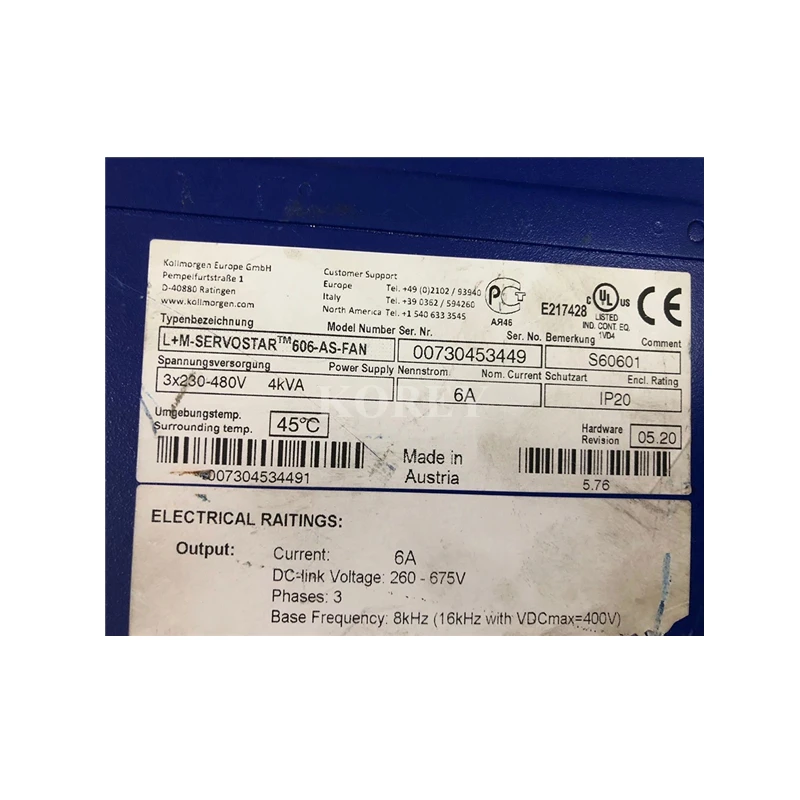 Kollmorgen Europe GmbH
Pempelfurtstraße 1
D-40880 Ratingen
www.kollmorgen.com
Customer Support
Europe Tel. +49 (0)2102 / 93940
Italy Tel. +39 0362 / 594260
North America Tel. +1 540 633 3545
РСТ
АЯ46
E217428
c UL us
LISTED
IND. CONT. EQ.
1VD4
CE
Typenbezeichnung Model Number Ser. Nr. Ser. No. Bemerkung Comment
L+M-SERVOSTAR™606-AS-FAN 00730453449 S60601
Spannungsversorgung Power Supply Nennstrom Nom. Current Schutzart Encl. Rating
3x230-480V 4kVA 6A IP20
KOREY
Umgebungstemp.
Surrounding temp. 45°C
Hardware
Revision 05.20
007304534491
Made in
Austria
5.76
ELECTRICAL RAITINGS:
Output: Current: 6A
DC-link Voltage: 260 - 675V
Phases: 3
Base Frequency: 8kHz (16kHz with VDCmax=400V)